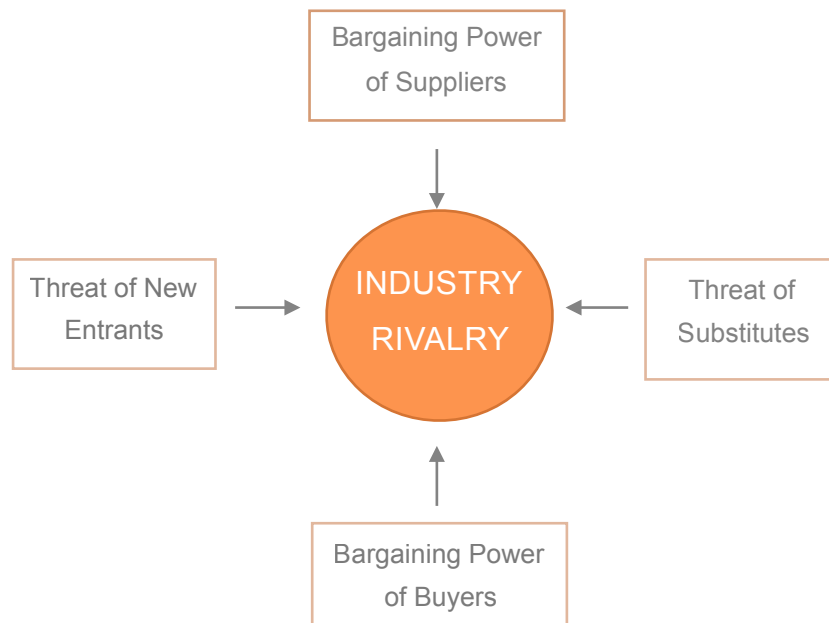 Bargaining Power
of Suppliers
Threat of New
Entrants
INDUSTRY
RIVALRY
Threat of
Substitutes
Bargaining Power
of Buyers